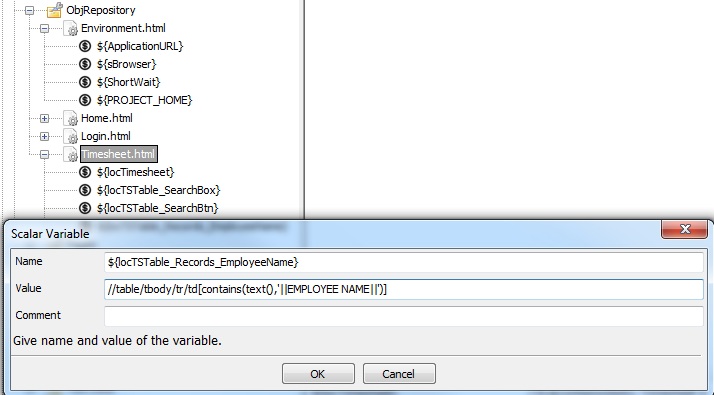 ObjRepository
Environment.html
${ApplicationURL}
${sBrowser}
${ShortWait}
${PROJECT_HOME}
Home.html
Login.html
Timesheet.html
${locTimesheet}
${locTSTable_SearchBox}
${locTSTable_SearchBtn}
Scalar Variable
Name ${locTSTable_Records_EmployeeName}
Value //table/tbody/tr/td[contains(text(),'||EMPLOYEE NAME||')]
Comment
Give name and value of the variable.
OK Cancel